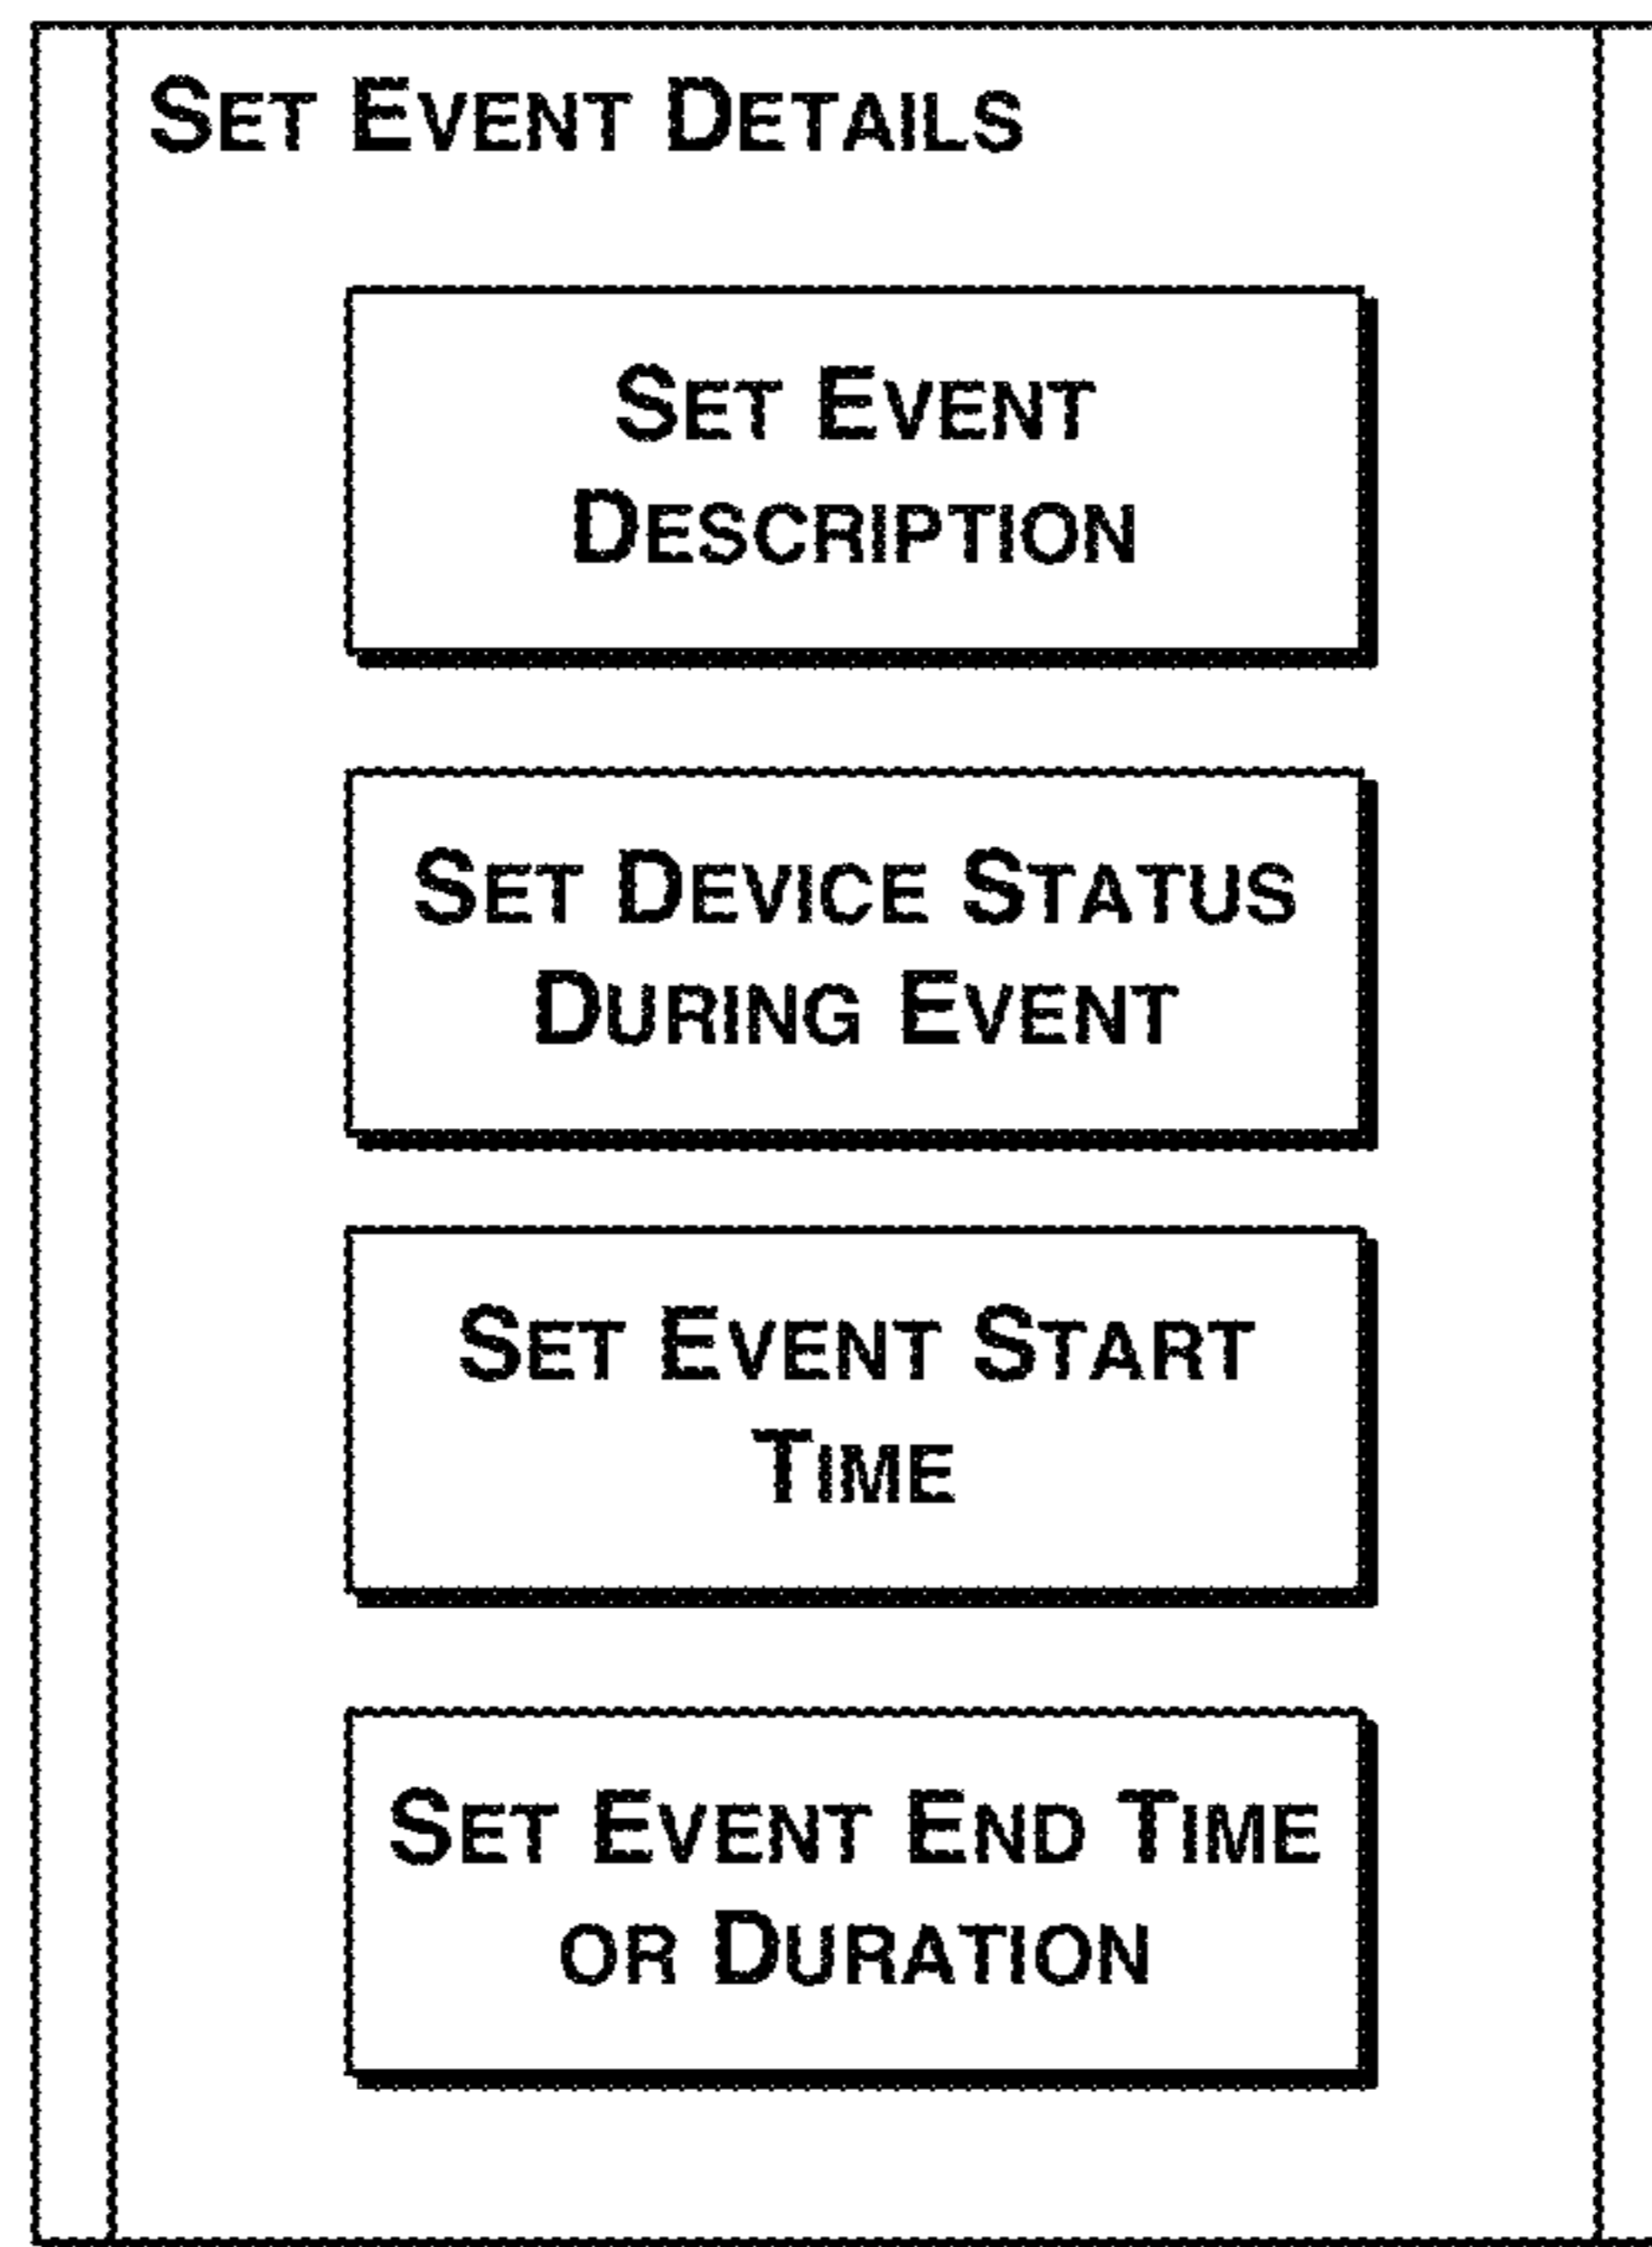 SET EVENT DETAILS
SET EVENT
DESCRIPTION
SET DEVICE STATUS
DURING EVENT
SET EVENT START
TIME
SET EVENT END TIME
OR DURATION